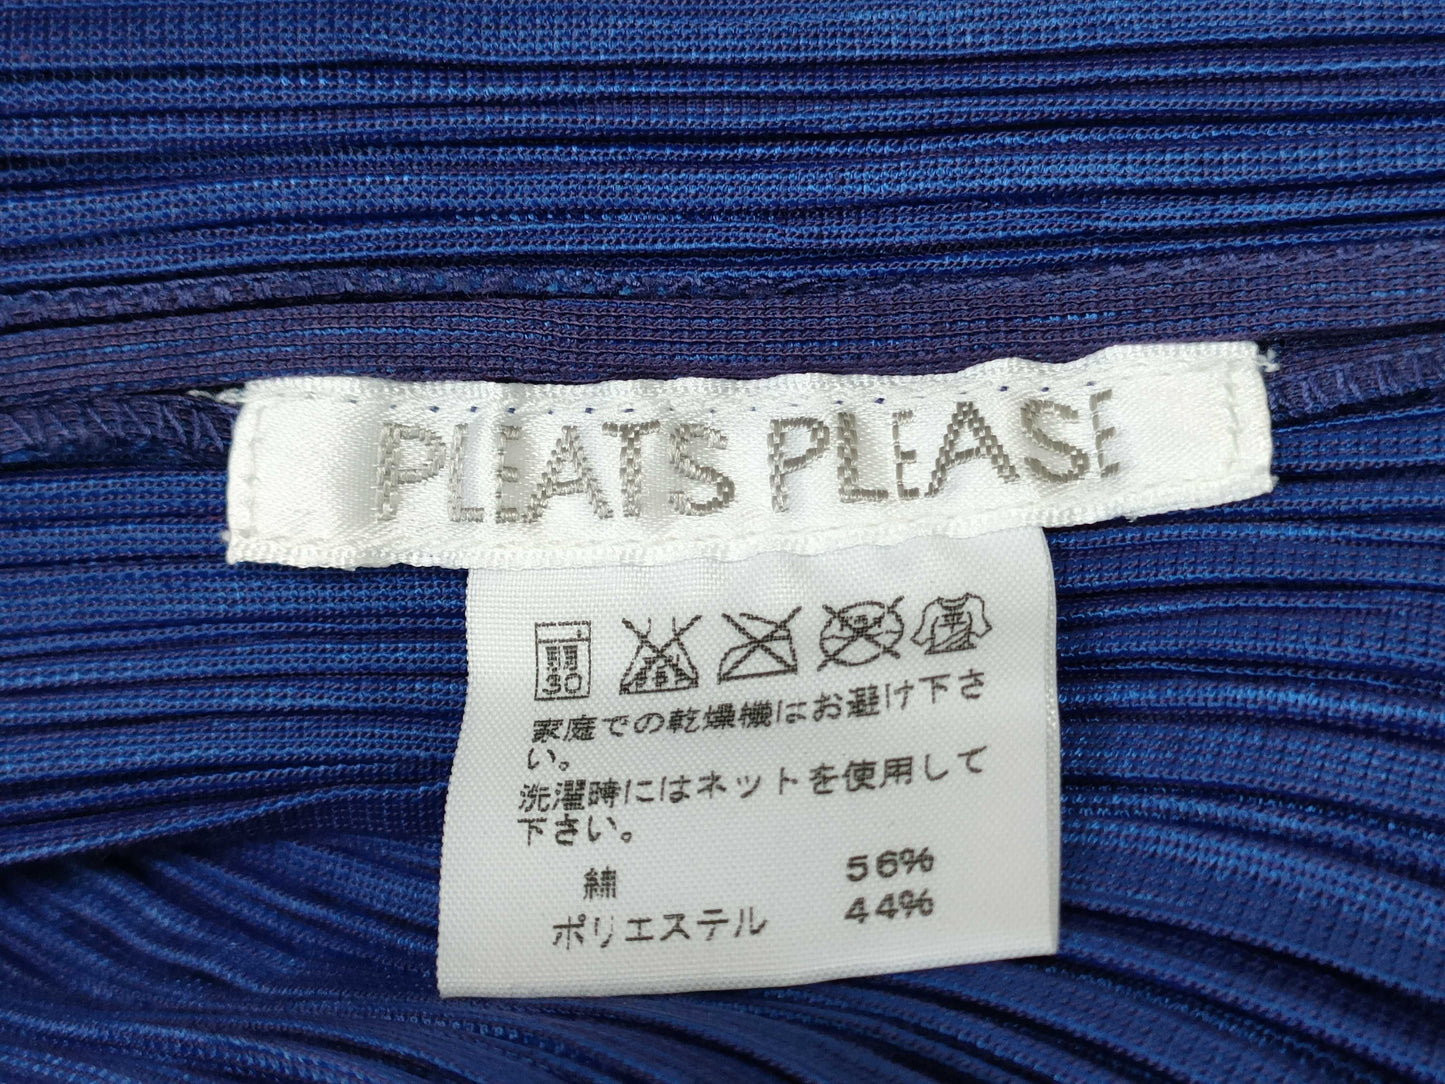 PLEATS PLEASE
弱
30
家庭での乾燥機はお避け下さ
い。
洗濯時にはネットを使用して
下さい。
綿 56%
ポリエステル 44%